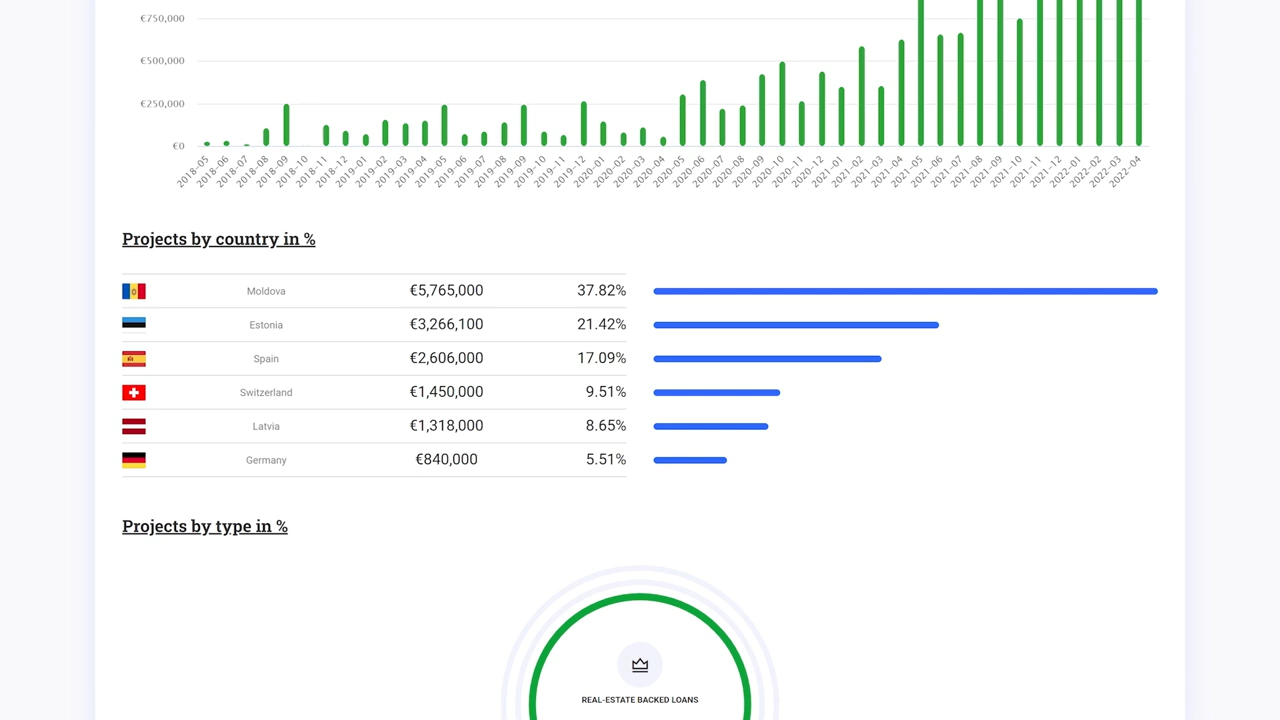 €750,000
€500,000
€250,000
€0
2018-05 2018-06 2018-07 2018-08 2018-09 2018-10 2018-11 2018-12 2019-01 2019-02 2019-03 2019-04 2019-05 2019-06 2019-07 2019-08 2019-09 2019-10 2019-11 2019-12 2020-01 2020-02 2020-03 2020-04 2020-05 2020-06 2020-07 2020-08 2020-09 2020-10 2020-11 2020-12 2021-01 2021-02 2021-03 2021-04 2021-05 2021-06 2021-07 2021-08 2021-09 2021-10 2021-11 2021-12 2022-01 2022-02 2022-03 2022-04
Projects by country in %
Moldova €5,765,000 37.82%
Estonia €3,266,100 21.42%
Spain €2,606,000 17.09%
Switzerland €1,450,000 9.51%
Latvia €1,318,000 8.65%
Germany €840,000 5.51%
Projects by type in %
REAL-ESTATE BACKED LOANS